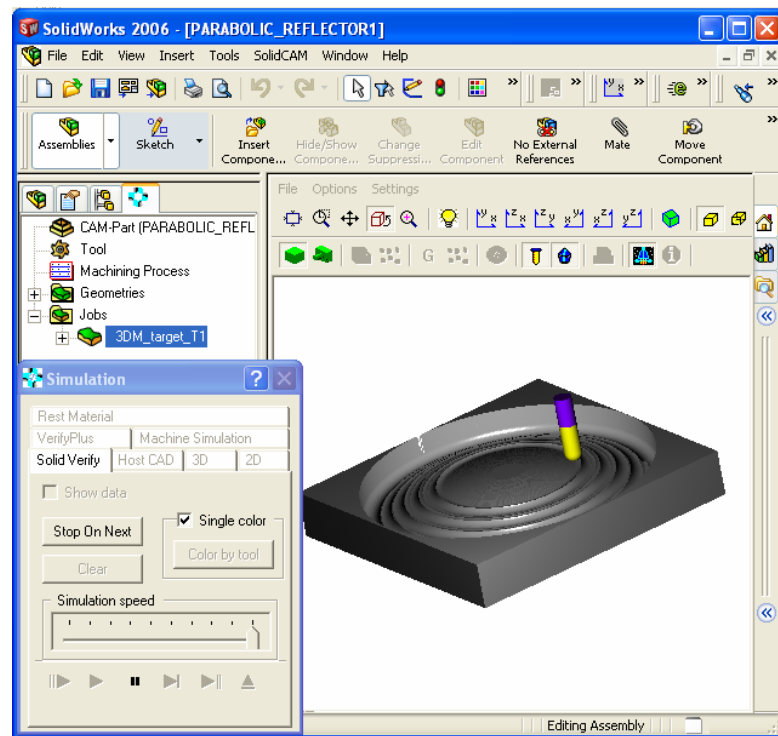 SolidWorks 2006 - [PARABOLIC_REFLECTOR1]
File Edit View Insert Tools SolidCAM Window Help
Assemblies Sketch Insert Compone... Hide/Show Compone... Change Suppressi... Edit Component No External References Mate Move Component
File Options Settings
CAM-Part (PARABOLIC_REFL
Tool
Machining Process
Geometries
Jobs
3DM_target_T1
Simulation
Rest Material
VerifyPlus Machine Simulation
Solid Verify Host CAD 3D 2D
Show data
Stop On Next
Single color
Clear
Color by tool
Simulation speed
Editing Assembly